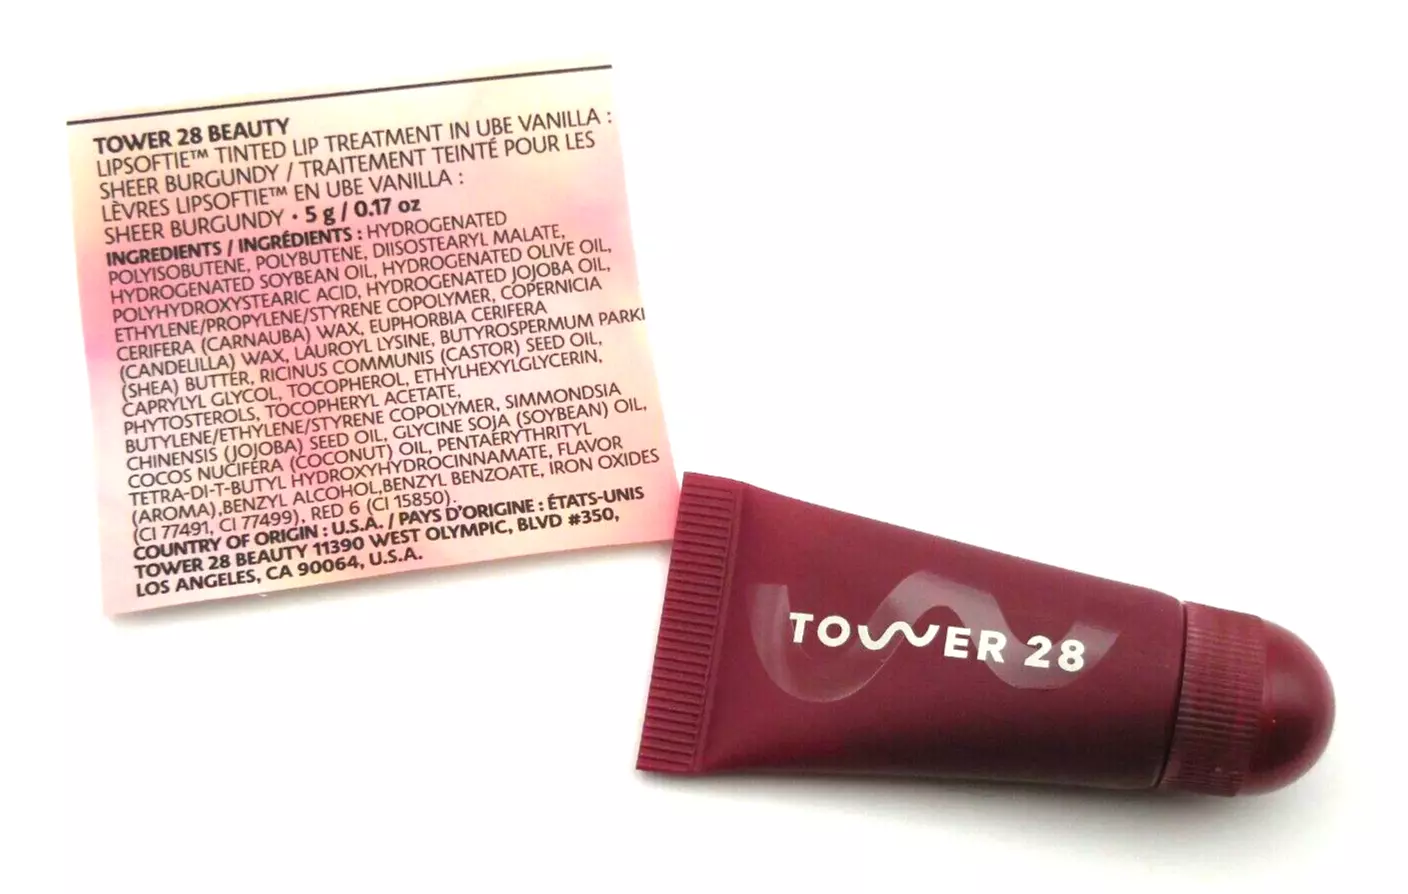 TOWER 28 BEAUTY
LIPSOFTIE™ TINTED LIP TREATMENT IN UBE VANILLA :
SHEER BURGUNDY / TRAITEMENT TEINTÉ POUR LES
LÈVRES LIPSOFTIE™ EN UBE VANILLA :
SHEER BURGUNDY • 5 g / 0.17 oz
INGREDIENTS / INGRÉDIENTS : HYDROGENATED
POLYISOBUTENE, POLYBUTENE, DIISOSTEARYL MALATE,
HYDROGENATED SOYBEAN OIL, HYDROGENATED OLIVE OIL,
POLYHYDROXYSTEARIC ACID, HYDROGENATED JOJOBA OIL,
ETHYLENE/PROPYLENE/STYRENE COPOLYMER, COPERNICIA
CERIFERA (CARNAUBA) WAX, EUPHORBIA CERIFERA
(CANDELILLA) WAX, LAUROYL LYSINE, BUTYROSPERMUM PARKI
(SHEA) BUTTER, RICINUS COMMUNIS (CASTOR) SEED OIL,
CAPRYLYL GLYCOL, TOCOPHEROL, ETHYLHEXYLGLYCERIN,
PHYTOSTEROLS, TOCOPHERYL ACETATE,
BUTYLENE/ETHYLENE/STYRENE COPOLYMER, SIMMONDSIA
CHINENSIS (JOJOBA) SEED OIL, GLYCINE SOJA (SOYBEAN) OIL,
COCOS NUCIFERA (COCONUT) OIL, PENTAERYTHRITYL
TETRA-DI-T-BUTYL HYDROXYHYDROCINNAMATE, FLAVOR
(AROMA),BENZYL ALCOHOL,BENZYL BENZOATE, IRON OXIDES
(CI 77491, CI 77499), RED 6 (CI 15850).
COUNTRY OF ORIGIN : U.S.A. / PAYS D'ORIGINE : ÉTATS-UNIS
TOWER 28 BEAUTY 11390 WEST OLYMPIC, BLVD #350,
LOS ANGELES, CA 90064, U.S.A.
TOWER 28